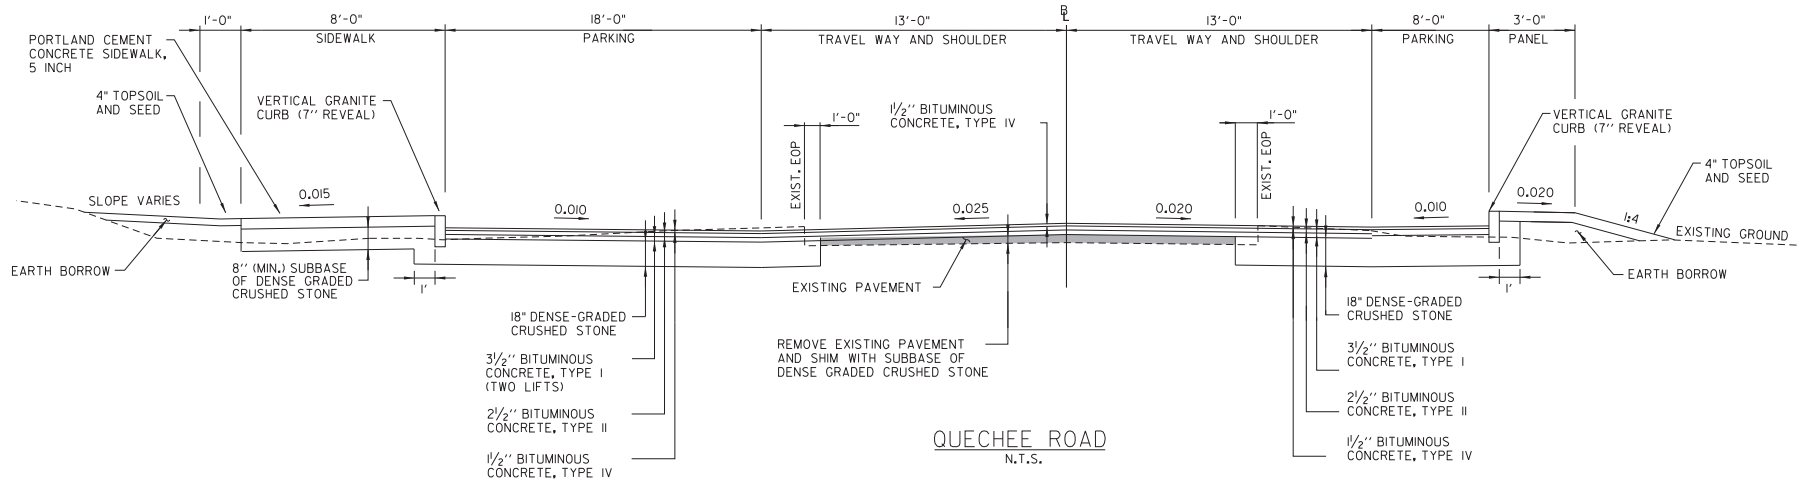 1'-0"
8'-0"
18'-0"
13'-0"
BL
13'-0"
8'-0"
3'-0"
SIDEWALK
PARKING
TRAVEL WAY AND SHOULDER
TRAVEL WAY AND SHOULDER
PARKING
PANEL
PORTLAND CEMENT
CONCRETE SIDEWALK,
5 INCH
4" TOPSOIL
AND SEED
VERTICAL GRANITE
CURB (7'' REVEAL)
1'-0"
1½'' BITUMINOUS
CONCRETE, TYPE IV
1'-0"
VERTICAL GRANITE
CURB (7'' REVEAL)
4" TOPSOIL
AND SEED
EXIST. EOP
EXIST. EOP
SLOPE VARIES
0.015
0.010
0.025
0.020
0.010
0.020
1:4
EXISTING GROUND
EARTH BORROW
8'' (MIN.) SUBBASE
OF DENSE GRADED
CRUSHED STONE
1'
EXISTING PAVEMENT
1'
EARTH BORROW
18" DENSE-GRADED
CRUSHED STONE
3½'' BITUMINOUS
CONCRETE, TYPE I
(TWO LIFTS)
2½'' BITUMINOUS
CONCRETE, TYPE II
1½'' BITUMINOUS
CONCRETE, TYPE IV
REMOVE EXISTING PAVEMENT
AND SHIM WITH SUBBASE OF
DENSE GRADED CRUSHED STONE
18" DENSE-GRADED
CRUSHED STONE
3½'' BITUMINOUS
CONCRETE, TYPE I
2½'' BITUMINOUS
CONCRETE, TYPE II
1½'' BITUMINOUS
CONCRETE, TYPE IV
QUECHEE ROAD
N.T.S.